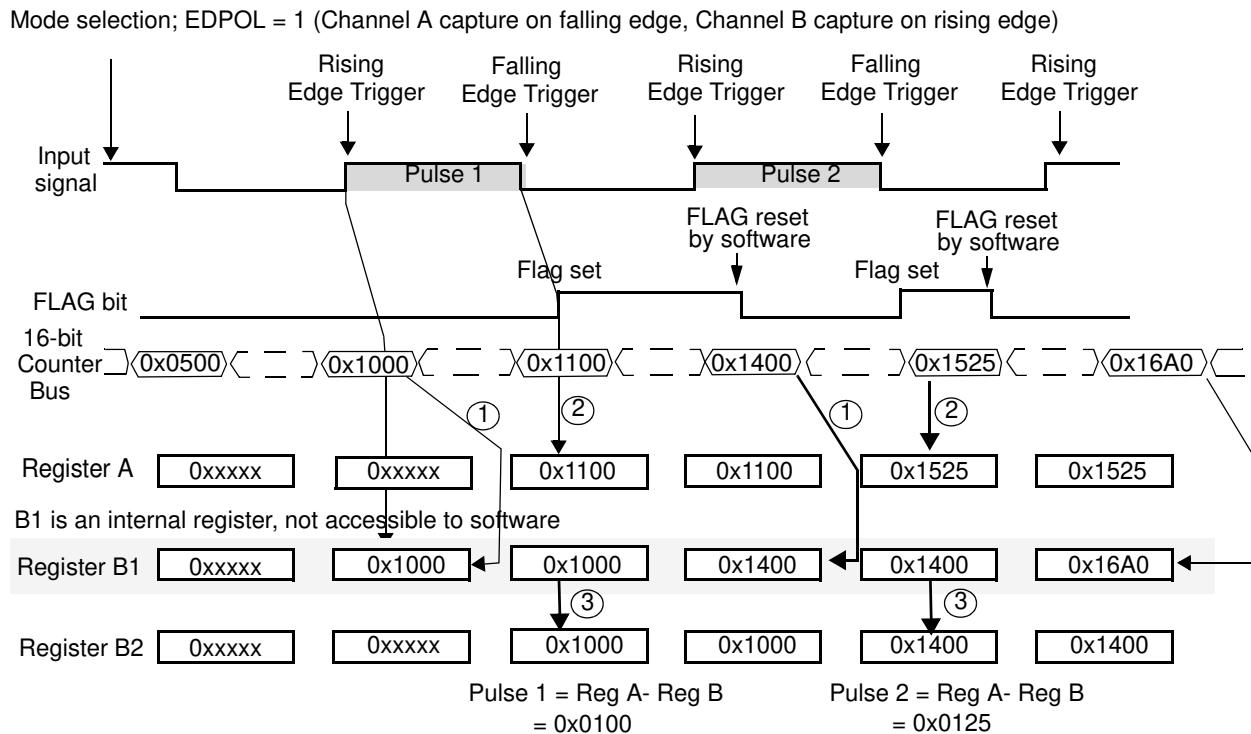 Mode selection; EDPOL = 1 (Channel A capture on falling edge, Channel B capture on rising edge)
Rising
Edge Trigger
Falling
Edge Trigger
Rising
Edge Trigger
Falling
Edge Trigger
Rising
Edge Trigger
Input
signal
Pulse 1
Pulse 2
FLAG reset
by software
FLAG reset
by software
Flag set
Flag set
FLAG bit
16-bit
Counter
Bus
0x0500
0x1000
0x1100
0x1400
0x1525
0x16A0
1
2
1
2
Register A
0xxxxx
0xxxxx
0x1100
0x1100
0x1525
0x1525
B1 is an internal register, not accessible to software
Register B1
0xxxxx
0x1000
0x1000
0x1400
0x1400
0x16A0
3
3
Register B2
0xxxxx
0xxxxx
0x1000
0x1000
0x1400
0x1400
Pulse 1 = Reg A- Reg B
= 0x0100
Pulse 2 = Reg A- Reg B
= 0x0125